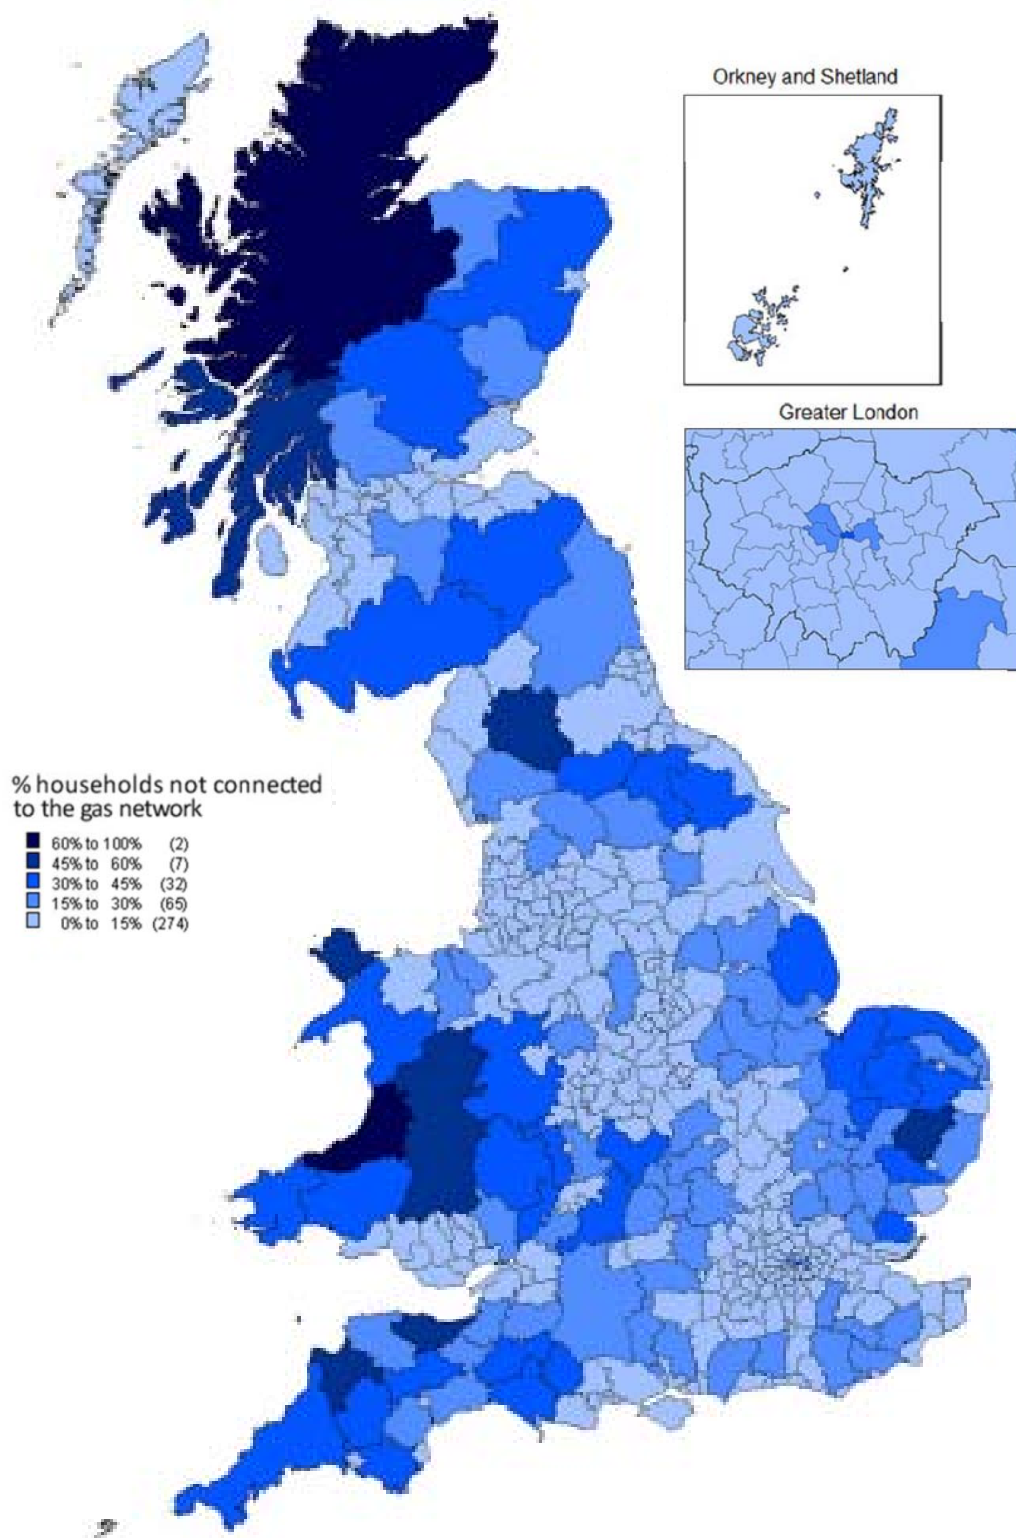 Orkney and Shetland
Greater London
% households not connected
to the gas network
60% to 100% (2)
45% to 60% (7)
30% to 45% (32)
15% to 30% (65)
0% to 15% (274)